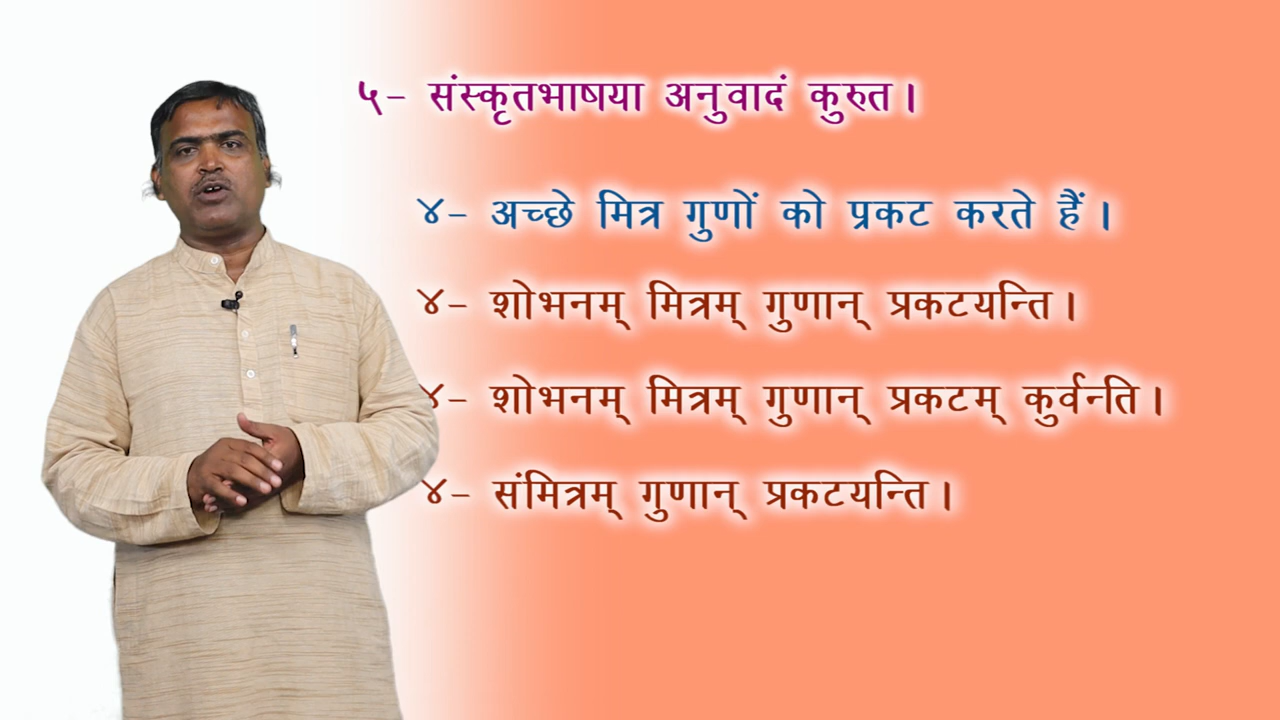 ५- संस्कृतभाषया अनुवादं कुरुत।
४- अच्छे मित्र गुणों को प्रकट करते हैं।
४- शोभनम् मित्रम् गुणान् प्रकटयन्ति।
४- शोभनम् मित्रम् गुणान् प्रकटम् कुर्वन्ति।
४- संमित्रम् गुणान् प्रकटयन्ति।